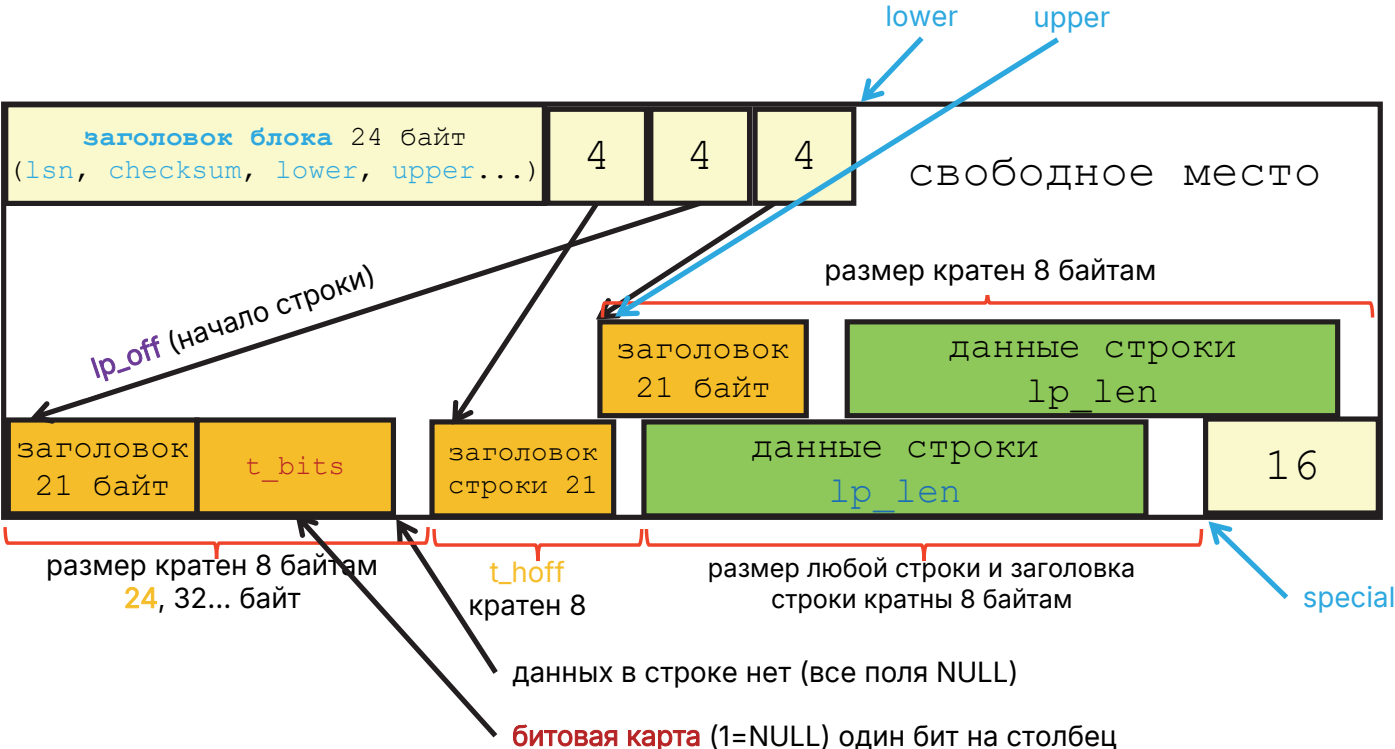 lower
upper
заголовок блока 24 байт
(lsn, checksum, lower, upper...)
4
4
4
свободное место
размер кратен 8 байтам
lp_off (начало строки)
заголовок
21 байт
данные строки
lp_len
заголовок
21 байт
t_bits
заголовок
строки 21
данные строки
lp_len
16
размер кратен 8 байтам
24, 32... байт
t_hoff
кратен 8
размер любой строки и заголовка
строки кратны 8 байтам
special
данных в строке нет (все поля NULL)
битовая карта (1=NULL) один бит на столбец